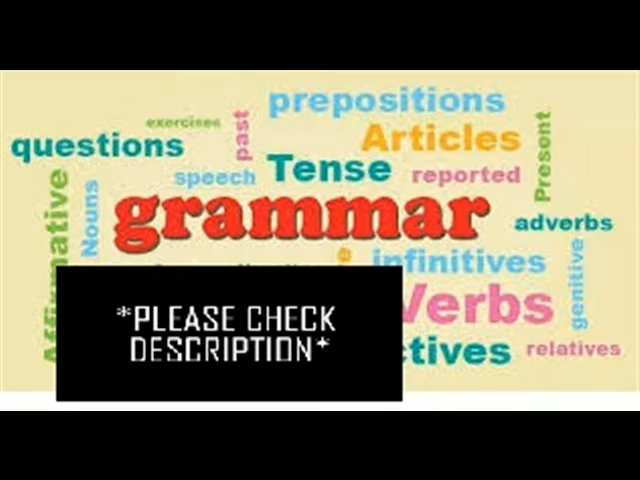 prepositions
exercises
past
Articles
Present
questions
Tense
speech
reported
Nouns
grammar
adverbs
Affirmative
infinitives
genitive
Verbs
*PLEASE CHECK
DESCRIPTION*
ctives
relatives